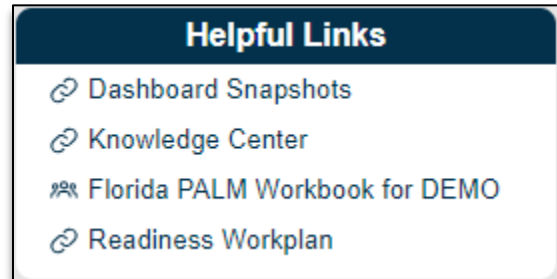 Helpful Links
Dashboard Snapshots
Knowledge Center
Florida PALM Workbook for DEMO
Readiness Workplan